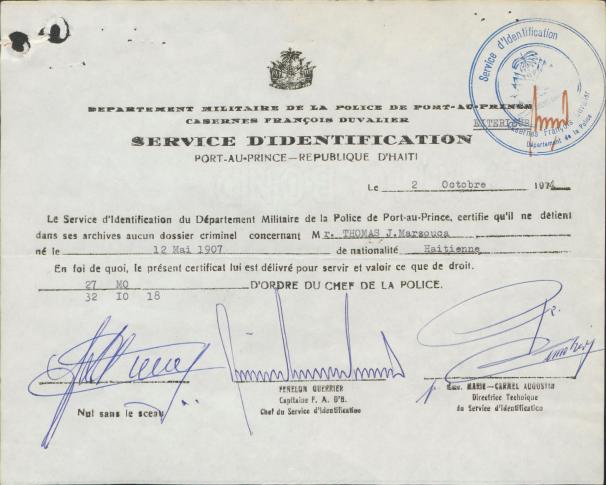 DEPARTEMENT MILITAIRE DE LA POLICE DE PORT-AU-PRINCE
CASERNES FRANÇOIS DUVALIER
EXTERIEUR
SERVICE D'IDENTIFICATION
PORT-AU-PRINCE—REPUBLIQUE D'HAITI
Service d'Identification
Casernes François Duvalier
Département de la Police
Le 2 Octobre 197
Le Service d'Identification du Département Militaire de la Police de Port-au-Prince, certifie qu'il ne détient
dans ses archives aucun dossier criminel concernant Mr. THOMAS J.Marzouca
né le 12 Mai 1907 de nationalité Haitienne
En foi de quoi, le présent certificat lui est délivré pour servir et valoir ce que de droit.
27 MO D'ORDRE DU CHEF DE LA POLICE.
32 IO 18
Nul sans le sceau
FENELON GUERRIER
Capitaine F. A. D'H.
Chef du Service d'Identification
MARIE—CARMEL AUGUSTIN
Directrice Technique
du Service d'Identification